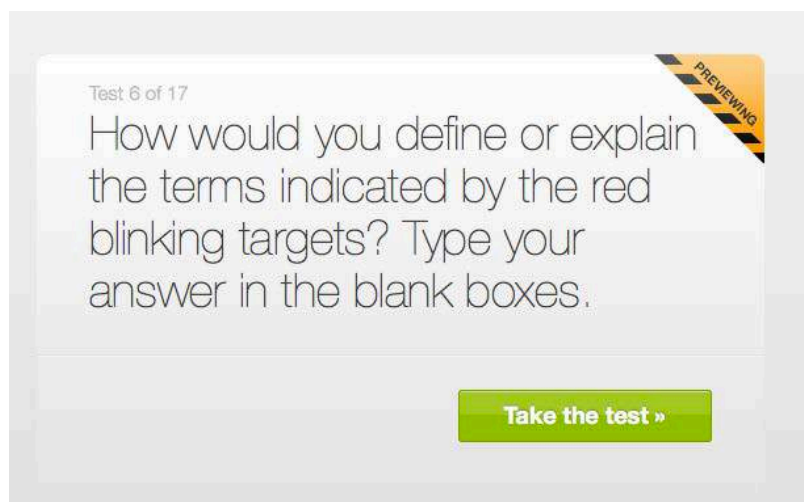 Test 6 of 17
PREVIEWING
How would you define or explain
the terms indicated by the red
blinking targets? Type your
answer in the blank boxes.
Take the test »